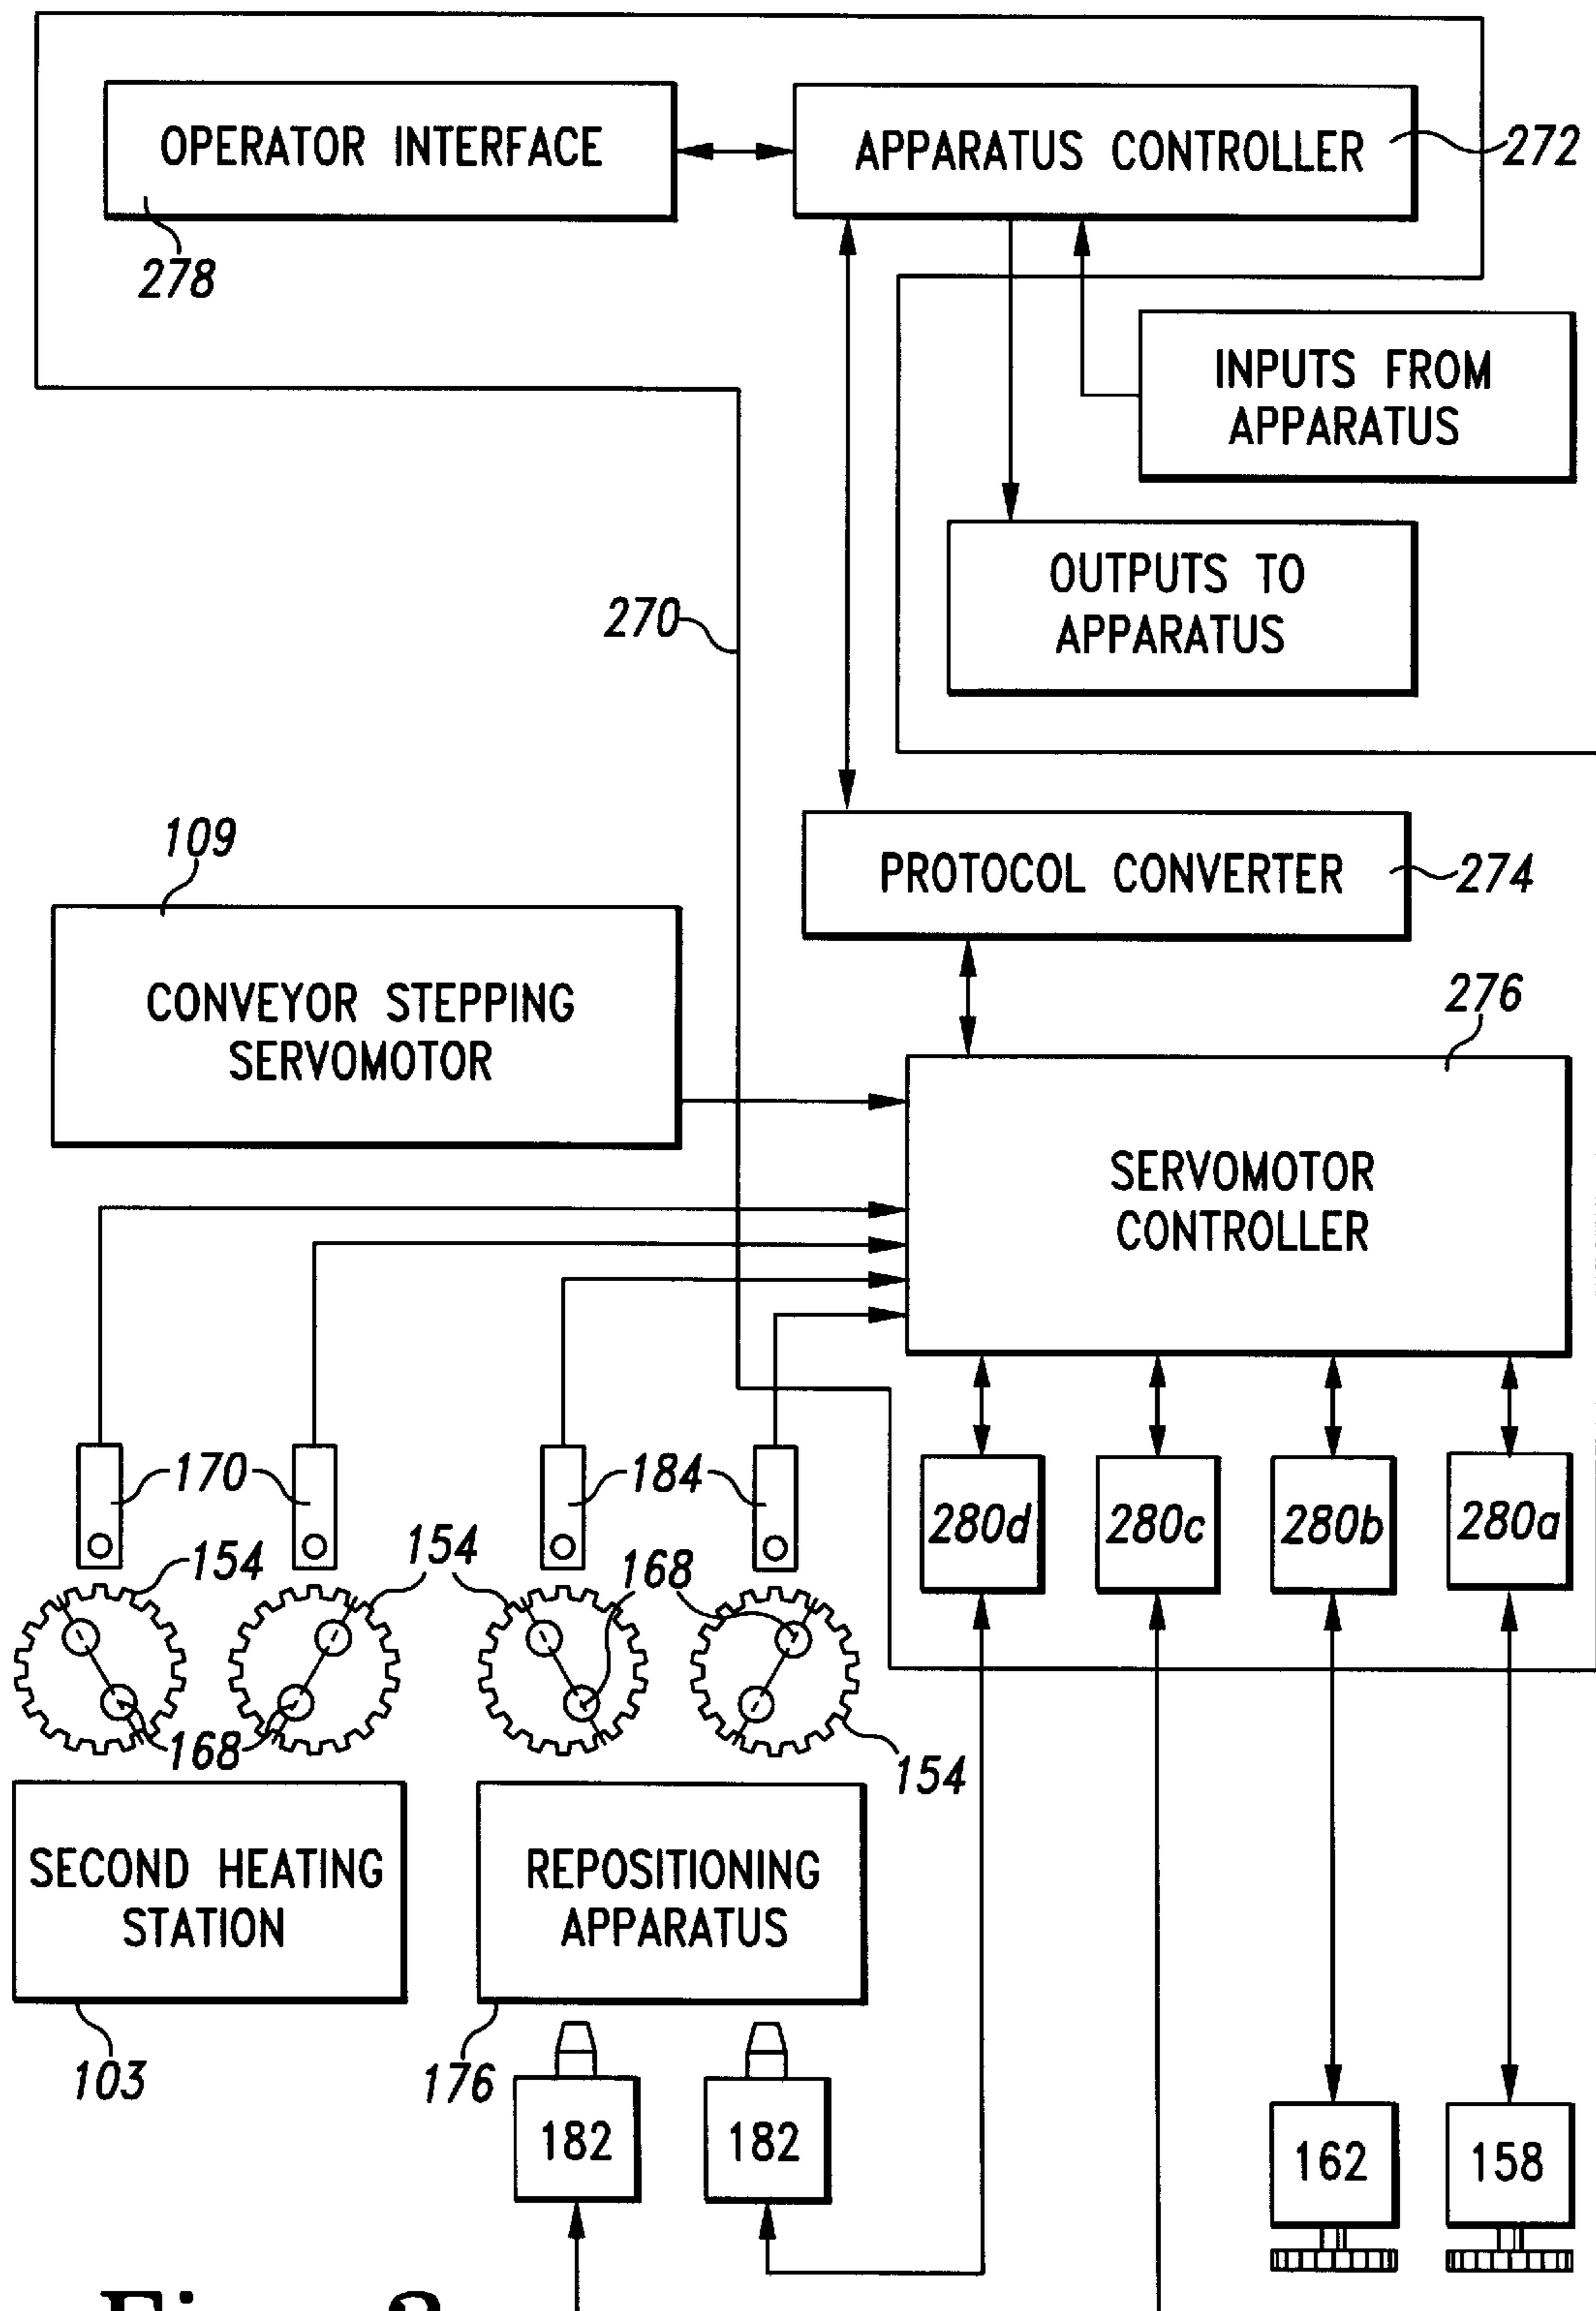 OPERATOR INTERFACE
APPARATUS CONTROLLER
272
278
INPUTS FROM
APPARATUS
OUTPUTS TO
APPARATUS
270
109
PROTOCOL CONVERTER
274
CONVEYOR STEPPING
SERVOMOTOR
276
SERVOMOTOR
CONTROLLER
170
184
280d
280c
280b
280a
154
154
168
168
154
SECOND HEATING
STATION
REPOSITIONING
APPARATUS
103
176
182
182
162
158